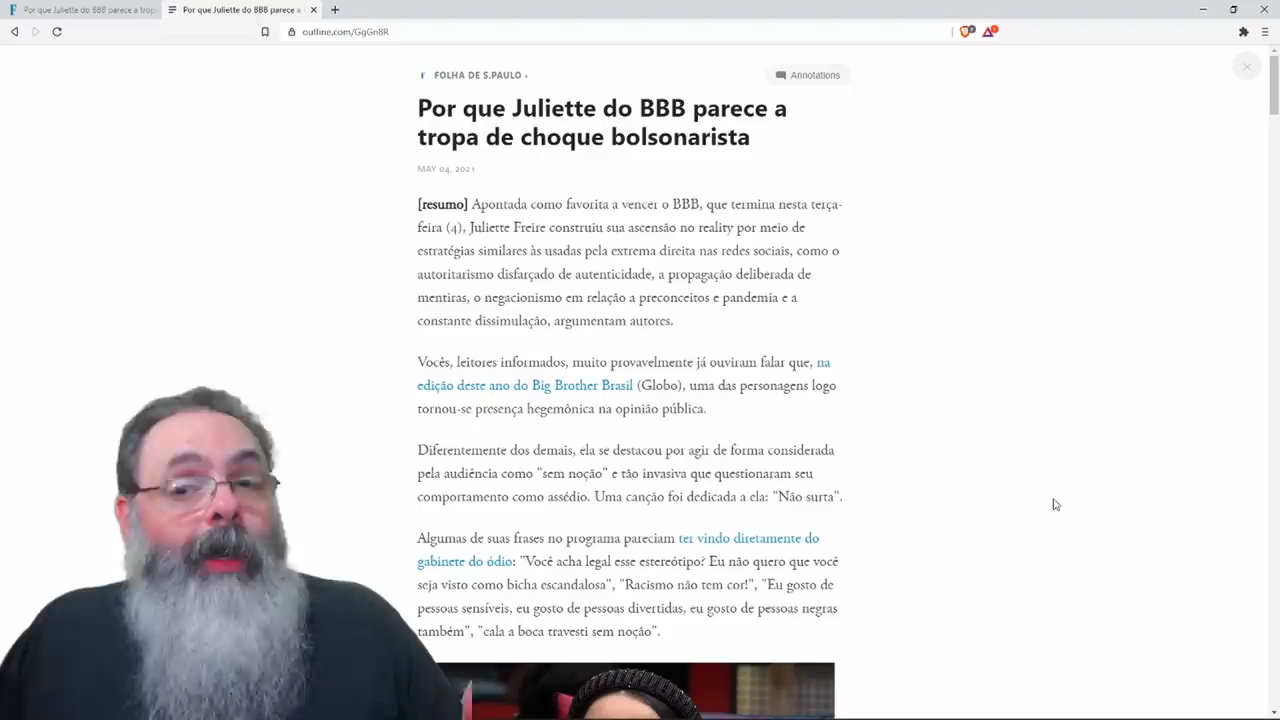 Por que Juliette do BBB parece a trop
Por que Juliette do BBB parece a
outline.com/GgGn8R
FOLHA DE S.PAULO ›
Annotations
Por que Juliette do BBB parece a
tropa de choque bolsonarista
MAY 04, 2021
[resumo] Apontada como favorita a vencer o BBB, que termina nesta terça-
feira (4), Juliette Freire construiu sua ascensão no reality por meio de
estratégias similares às usadas pela extrema direita nas redes sociais, como o
autoritarismo disfarçado de autenticidade, a propagação deliberada de
mentiras, o negacionismo em relação a preconceitos e pandemia e a
constante dissimulação, argumentam autores.
Vocês, leitores informados, muito provavelmente já ouviram falar que, na
edição deste ano do Big Brother Brasil (Globo), uma das personagens logo
tornou-se presença hegemônica na opinião pública.
Diferentemente dos demais, ela se destacou por agir de forma considerada
pela audiência como "sem noção" e tão invasiva que questionaram seu
comportamento como assédio. Uma canção foi dedicada a ela: "Não surta".
Algumas de suas frases no programa pareciam ter vindo diretamente do
gabinete do ódio: "Você acha legal esse estereótipo? Eu não quero que você
seja visto como bicha escandalosa", "Racismo não tem cor!", "Eu gosto de
pessoas sensíveis, eu gosto de pessoas divertidas, eu gosto de pessoas negras
também", "cala a boca travesti sem noção".